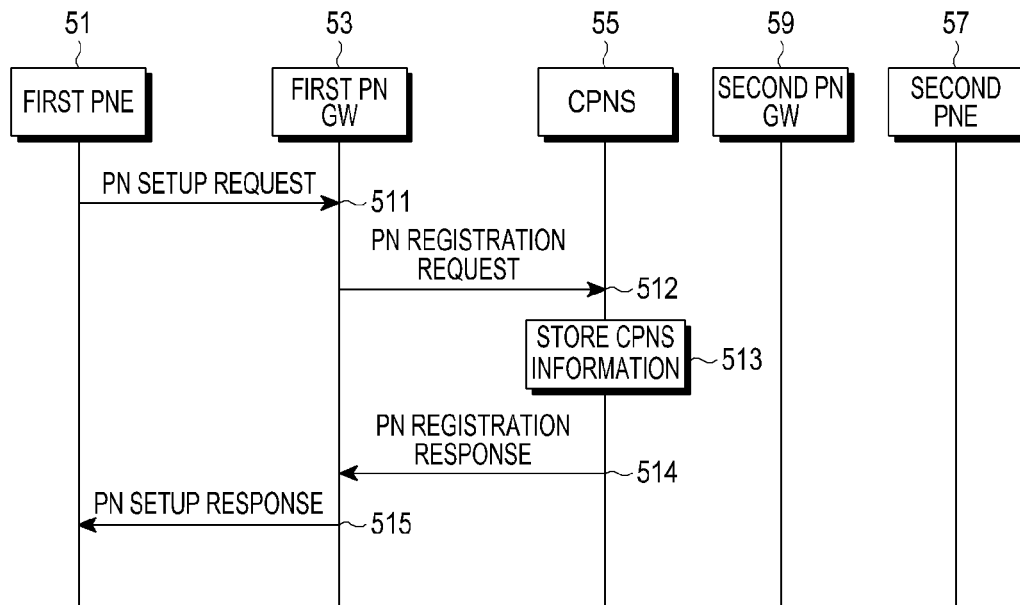 51
53
55
59
57
FIRST PNE
FIRST PN
GW
CPNS
SECOND PN
GW
SECOND
PNE
PN SETUP REQUEST
511
PN REGISTRATION
REQUEST
512
STORE CPNS
INFORMATION
513
PN REGISTRATION
RESPONSE
514
PN SETUP RESPONSE
515